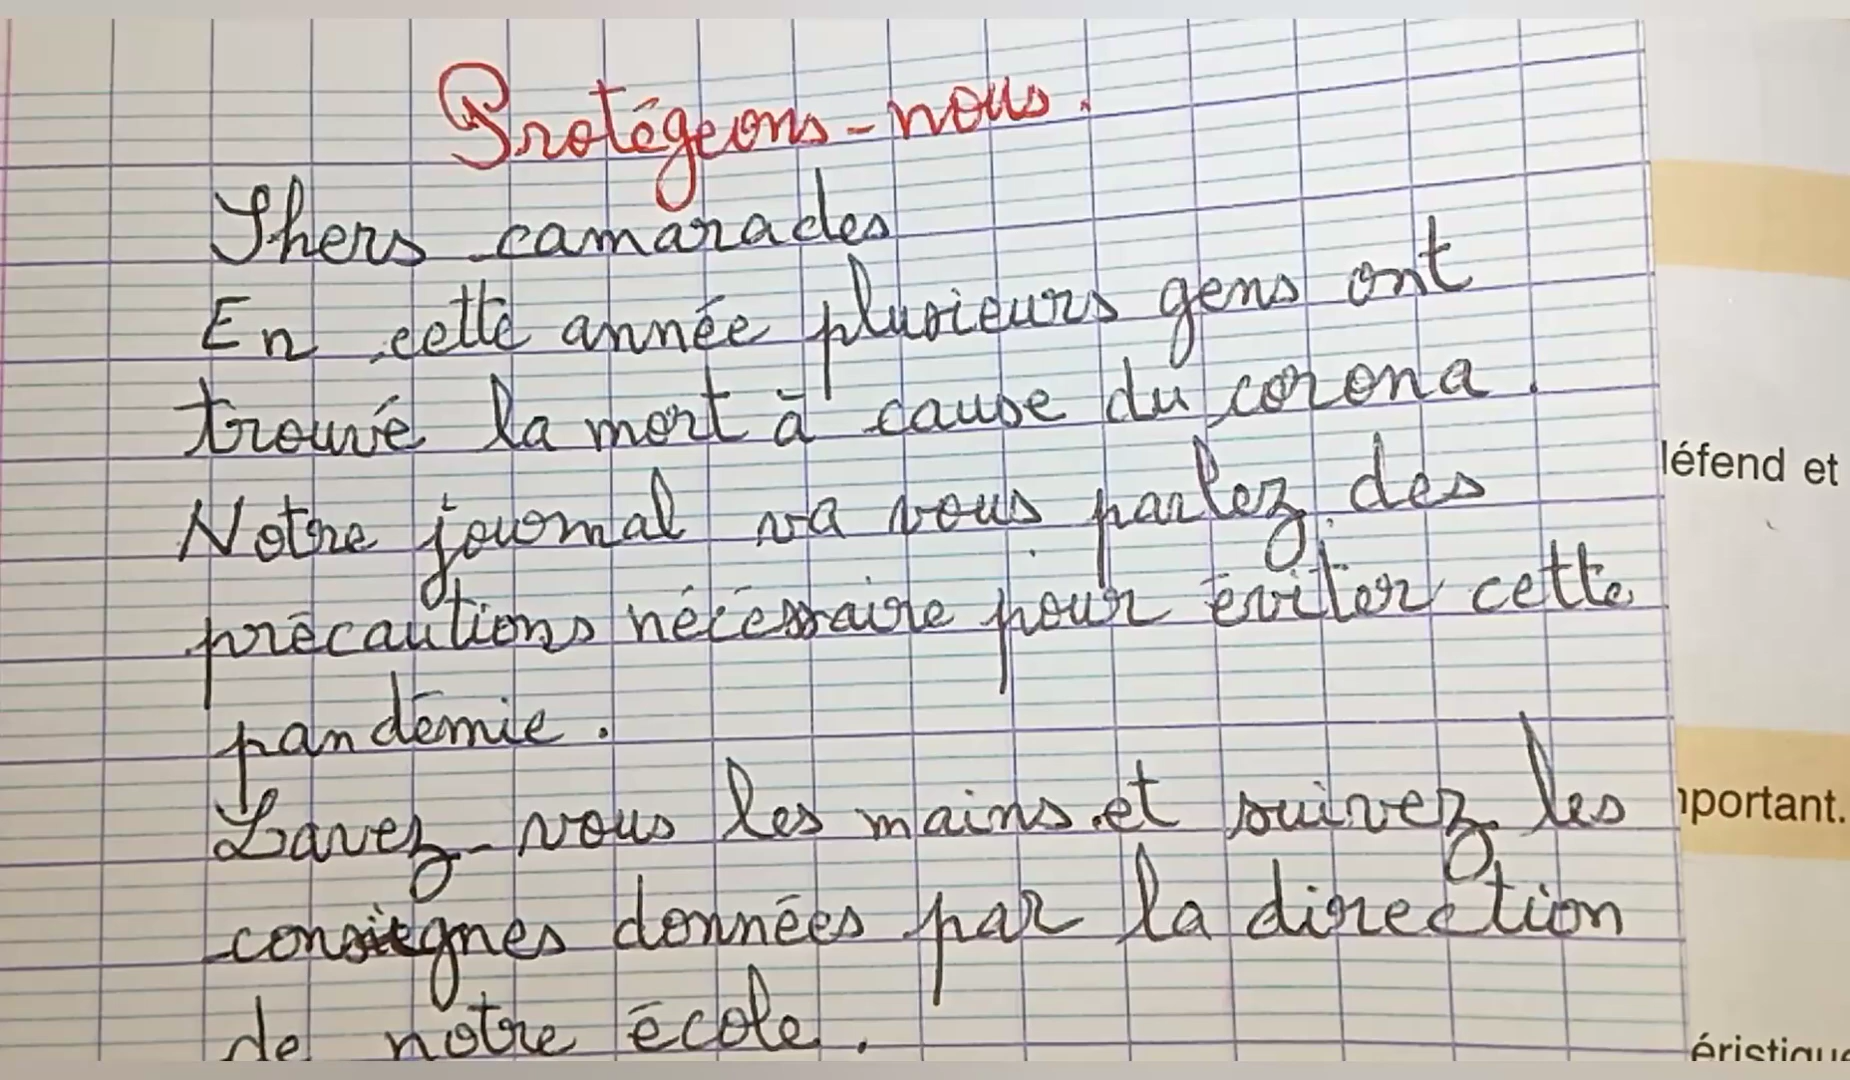 Protégeons-nous.
Chers camarades
En cette année plusieurs gens ont
trouvé la mort à cause du corona.
Notre journal va vous parlez des
précautions nécessaire pour éviter cette
pandémie.
Lavez-vous les mains et suivez les
consignes données par la direction
de notre école.
léfend et
portant.
éristique